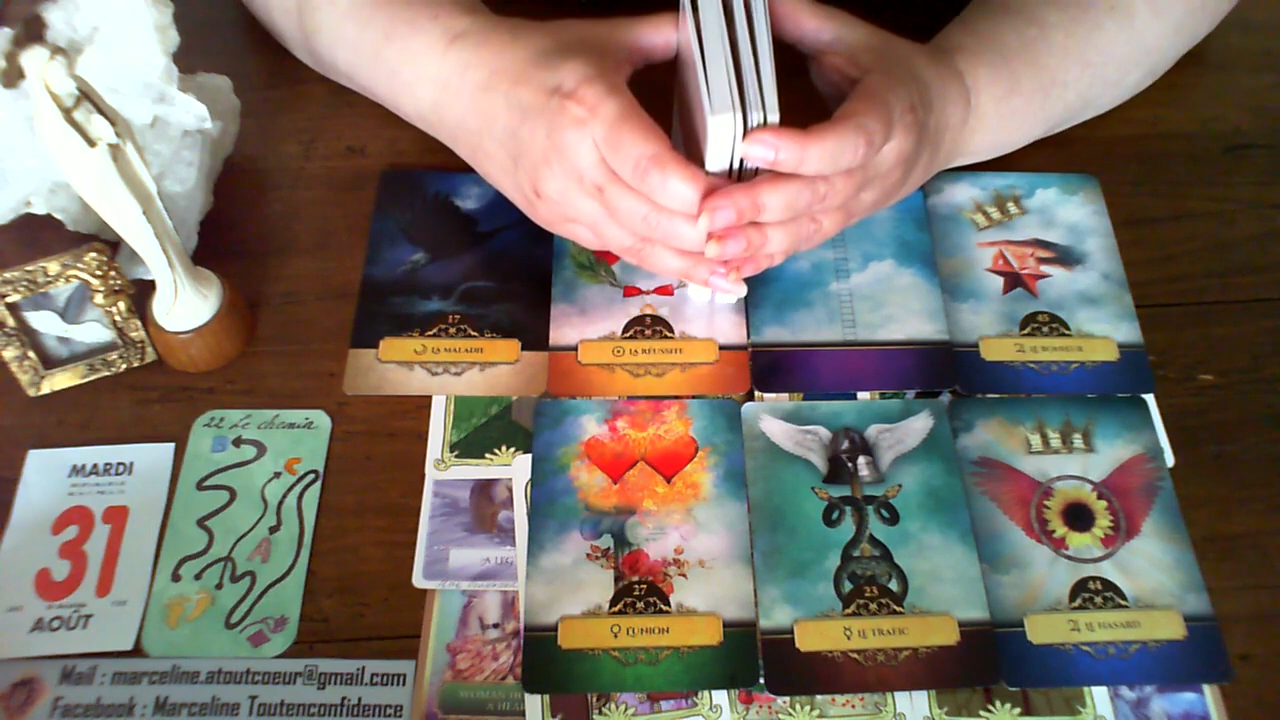 17
LA MALADIE
5
LA RÉUSSITE
45
LE BONHEUR
22 Le chemin
B
C
A
MARDI
31
AOÛT
27
L'UNION
23
LE TRAFIC
44
LE HASARD
Mail : marceline.atoutcoeur@gmail.com
Facebook : Marceline Toutenconfidence